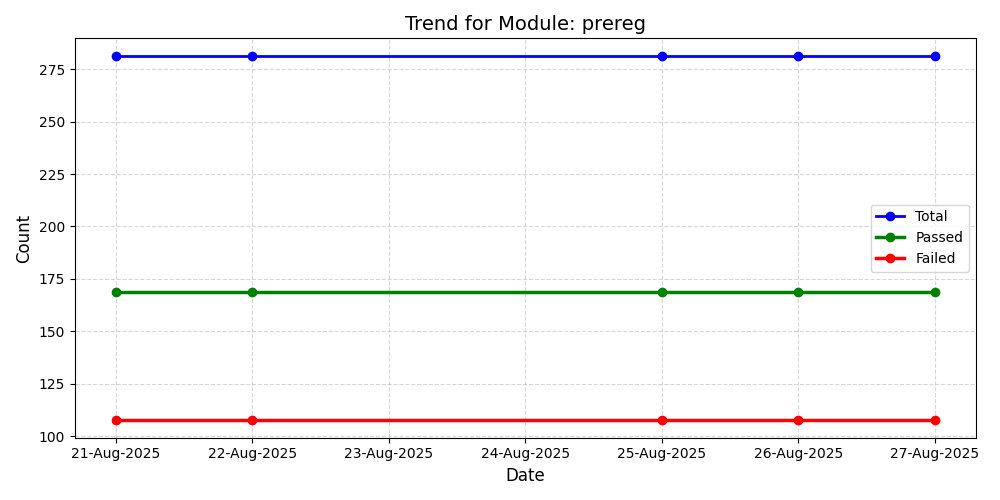 Trend for Module: prereg
Count
275
250
225
200
175
150
125
100
Total
Passed
Failed
21-Aug-2025 22-Aug-2025 23-Aug-2025 24-Aug-2025 25-Aug-2025 26-Aug-2025 27-Aug-2025
Date